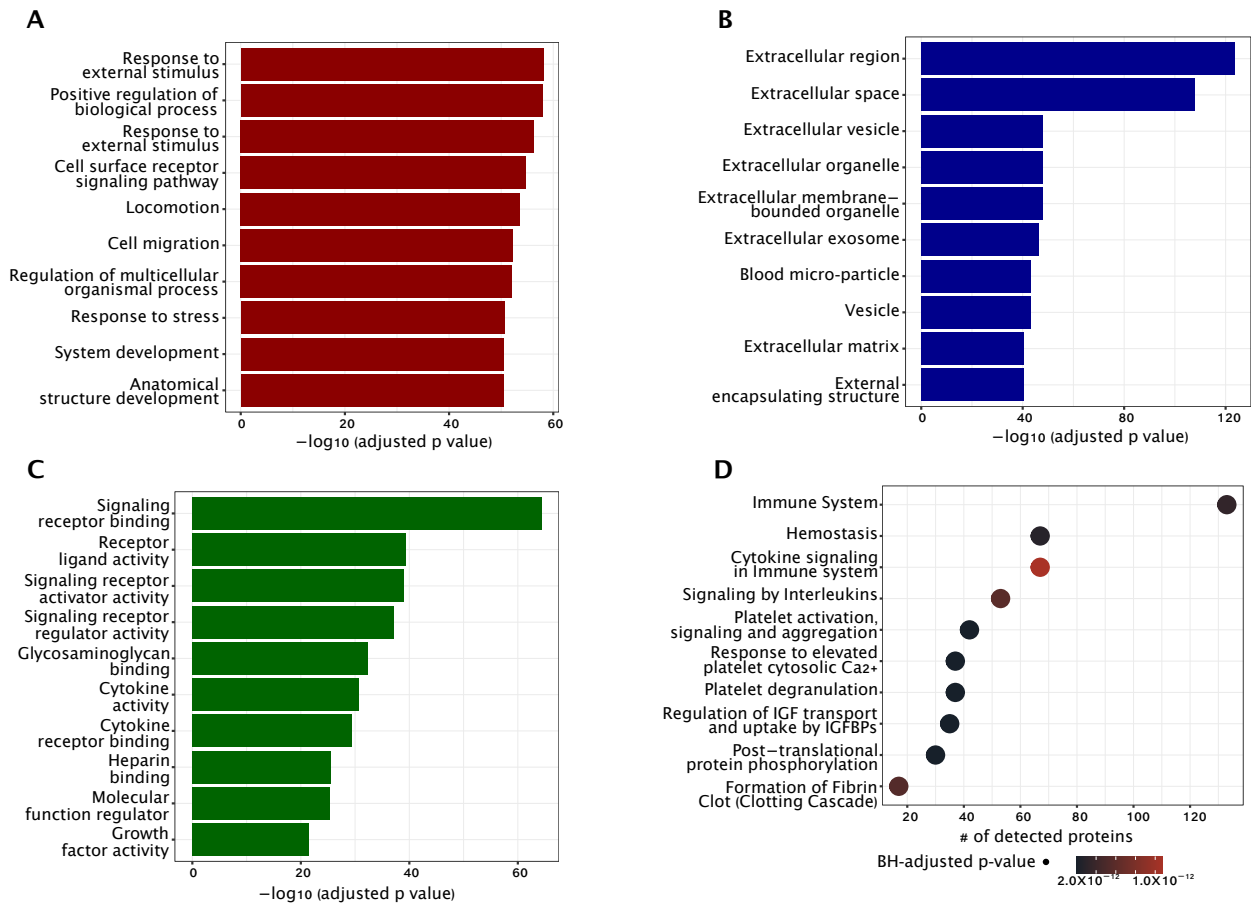 A
Response to
external stimulus
Positive regulation of
biological process
Response to
external stimulus
Cell surface receptor
signaling pathway
Locomotion
Cell migration
Regulation of multicellular
organismal process
Response to stress
System development
Anatomical
structure development
0 20 40 60
−log₁₀ (adjusted p value)
B
Extracellular region
Extracellular space
Extracellular vesicle
Extracellular organelle
Extracellular membrane−
bounded organelle
Extracellular exosome
Blood micro-particle
Vesicle
Extracellular matrix
External
encapsulating structure
0 40 80 120
−log₁₀ (adjusted p value)
C
Signaling
receptor binding
Receptor
ligand activity
Signaling receptor
activator activity
Signaling receptor
regulator activity
Glycosaminoglycan
binding
Cytokine
activity
Cytokine
receptor binding
Heparin
binding
Molecular
function regulator
Growth
factor activity
0 20 40 60
−log₁₀ (adjusted p value)
D
Immune System
Hemostasis
Cytokine signaling
in Immune system
Signaling by Interleukins
Platelet activation,
signaling and aggregation
Response to elevated
platelet cytosolic Ca₂₊
Platelet degranulation
Regulation of IGF transport
and uptake by IGFBPs
Post−translational
protein phosphorylation
Formation of Fibrin
Clot (Clotting Cascade)
20 40 60 80 100 120
# of detected proteins
BH-adjusted p-value
2.0X10⁻¹² 1.0X10⁻¹²